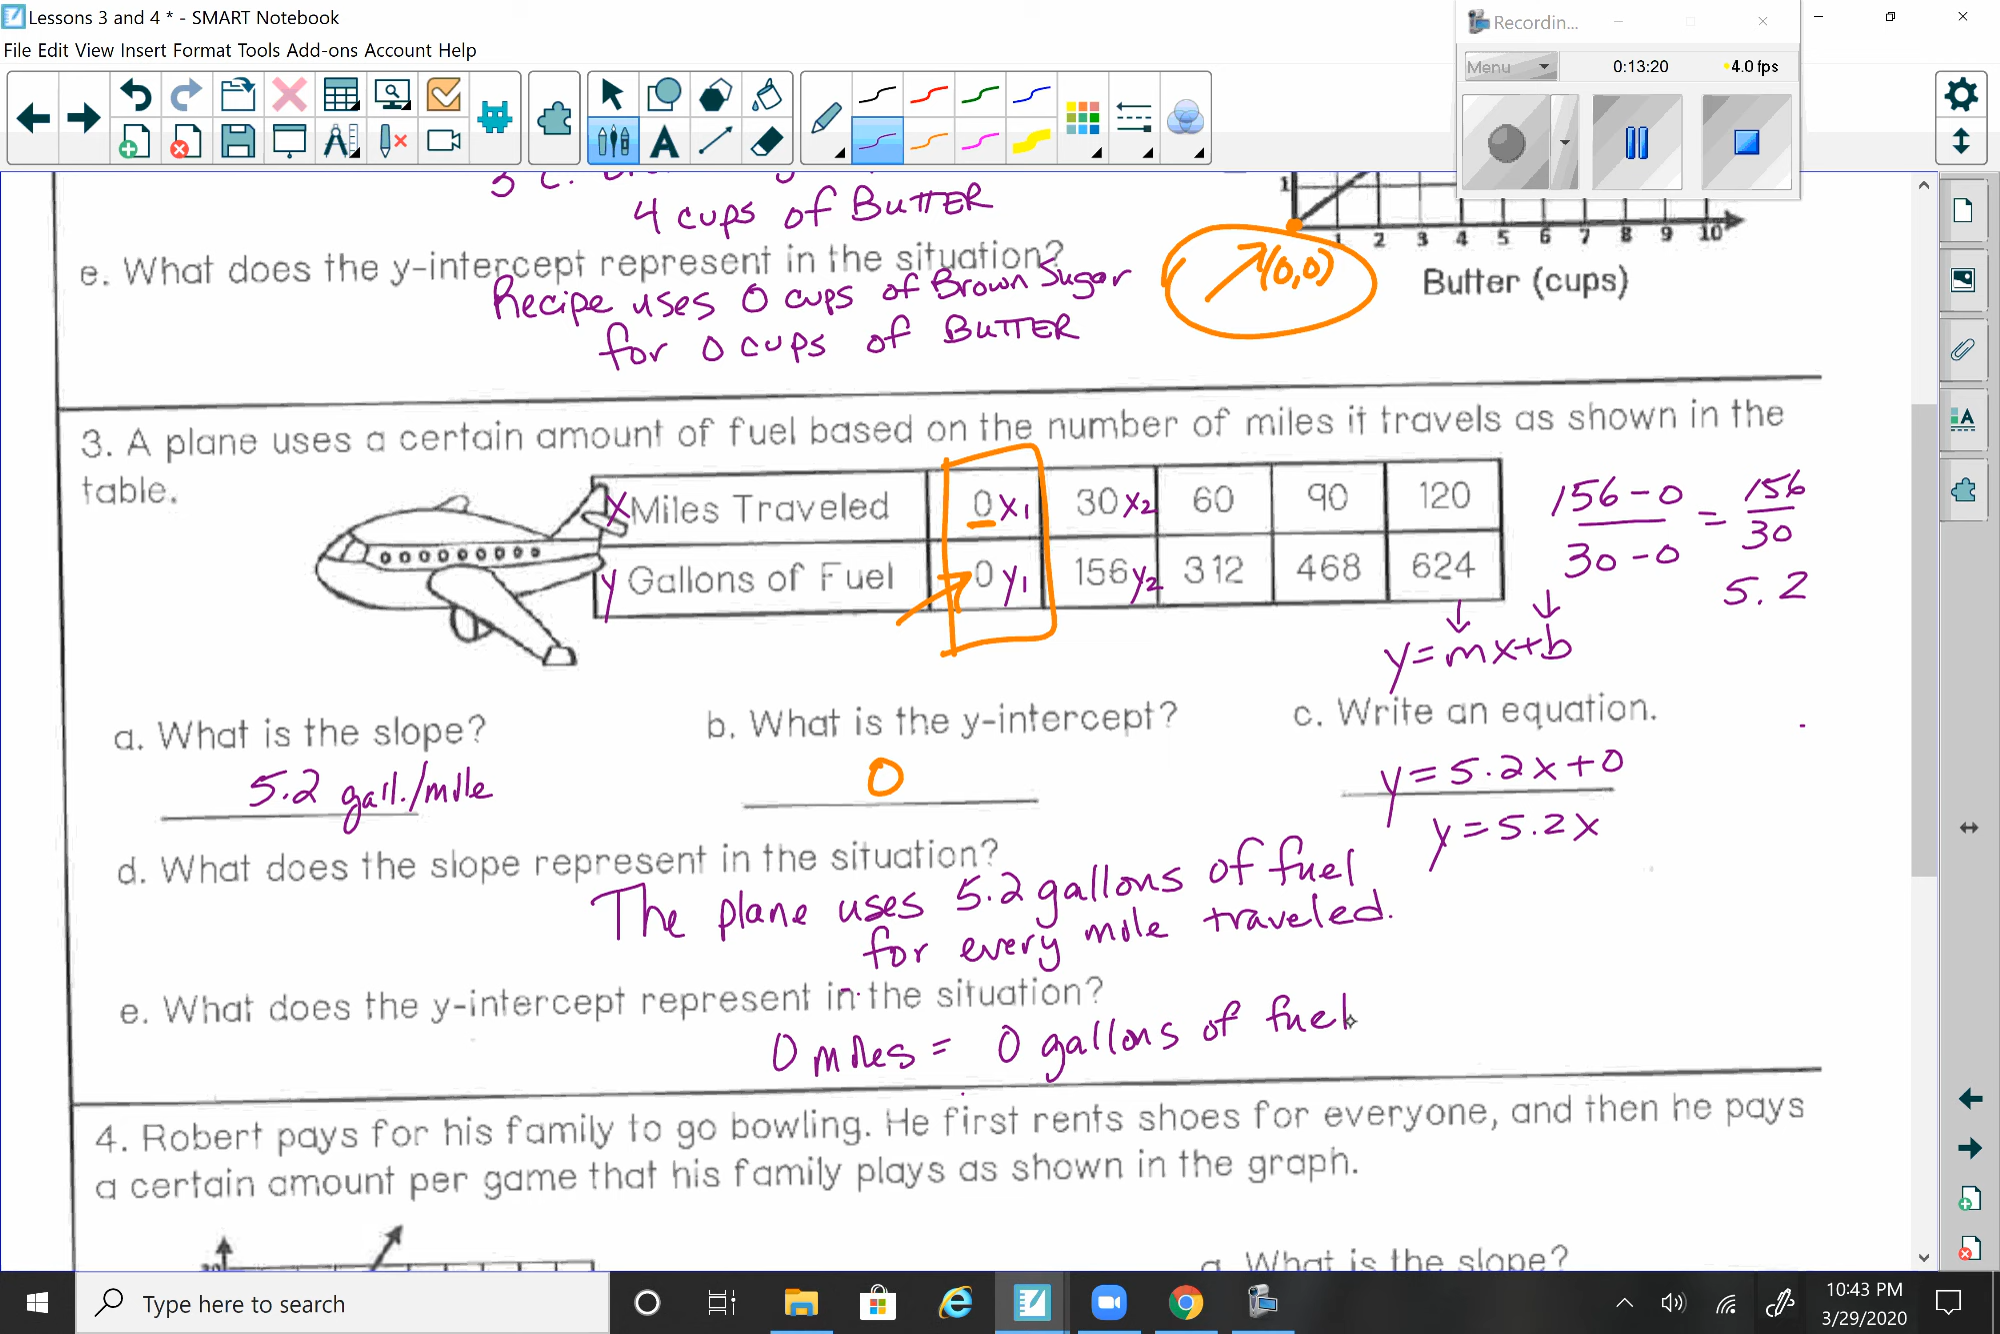 Lessons 3 and 4 * - SMART Notebook
File Edit View Insert Format Tools Add-ons Account Help
Recordin...
Menu 0:13:20 4.0 fps
4 cups of BuTTER
e. What does the y-intercept represent in the situation?
Recipe uses 0 cups of Brown Sugar
for 0 cups of BuTTER
1
1 2 3 4 5 6 7 8 9 10
(0,0)
Butter (cups)
3. A plane uses a certain amount of fuel based on the number of miles it travels as shown in the
table.
x Miles Traveled 0 x1 30 x2 60 90 120
y Gallons of Fuel 0 y1 156 y2 312 468 624
156-0 = 156
30-0 30
5.2
y=mx+b
a. What is the slope? b. What is the y-intercept? c. Write an equation.
5.2 gall./mile 0 y=5.2x+0
y=5.2x
d. What does the slope represent in the situation?
The plane uses 5.2 gallons of fuel
for every mile traveled.
e. What does the y-intercept represent in the situation?
0 miles = 0 gallons of fuel
4. Robert pays for his family to go bowling. He first rents shoes for everyone, and then he pays
a certain amount per game that his family plays as shown in the graph.
a. What is the slope?
Type here to search
10:43 PM
3/29/2020